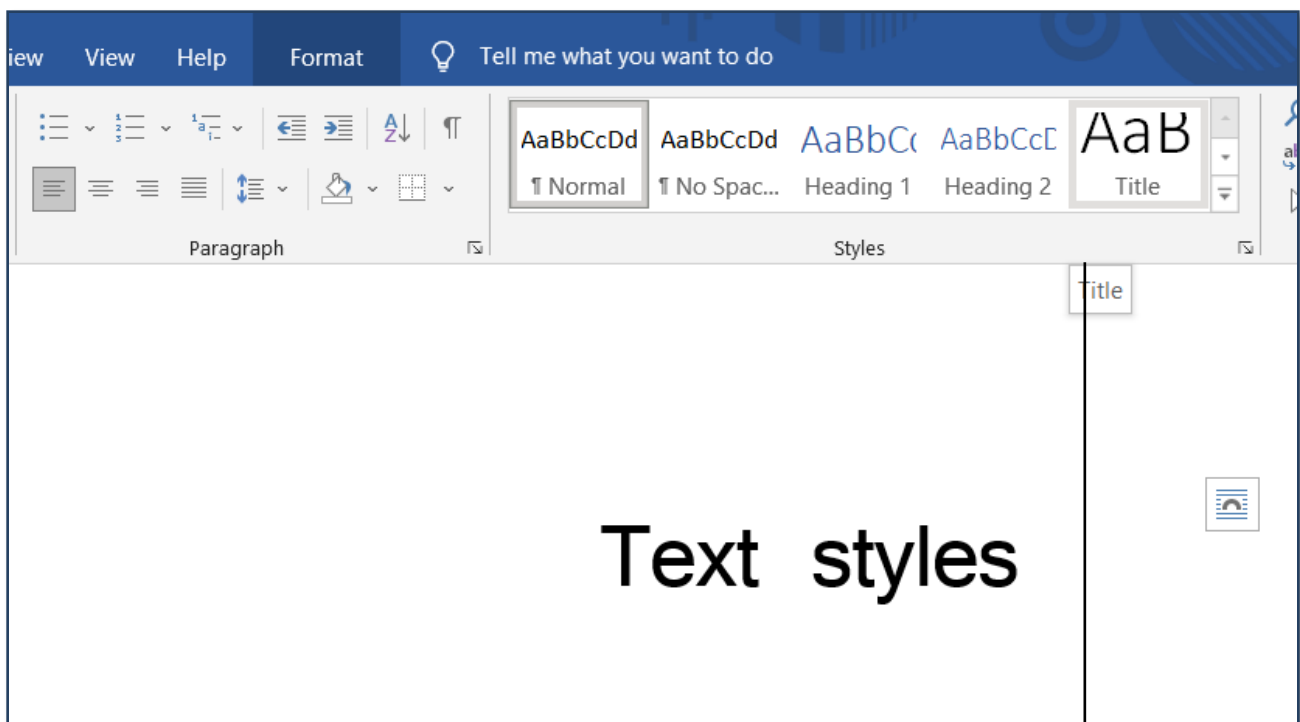 iew View Help Format Tell me what you want to do
AaBbCcDd AaBbCcDd AaBbC AaBbCcD AaB
¶ Normal ¶ No Spac... Heading 1 Heading 2 Title
Paragraph Styles
Title
Text styles